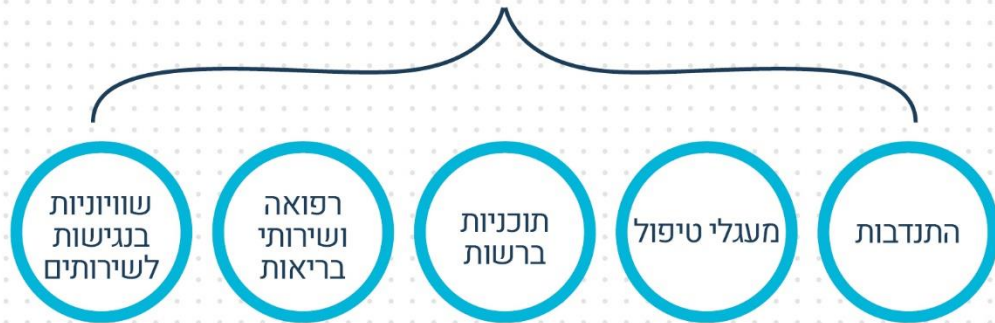 התנדבות
מעגלי טיפול
תוכניות
ברשות
רפואה
ושירותי
בריאות
שוויוניות
בנגישות
לשירותים